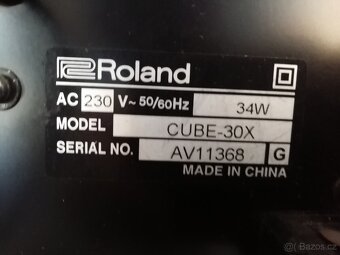 Roland
AC 230 V~ 50/60Hz 34W
MODEL CUBE-30X
SERIAL NO. AV11368 G
MADE IN CHINA
bazos.cz